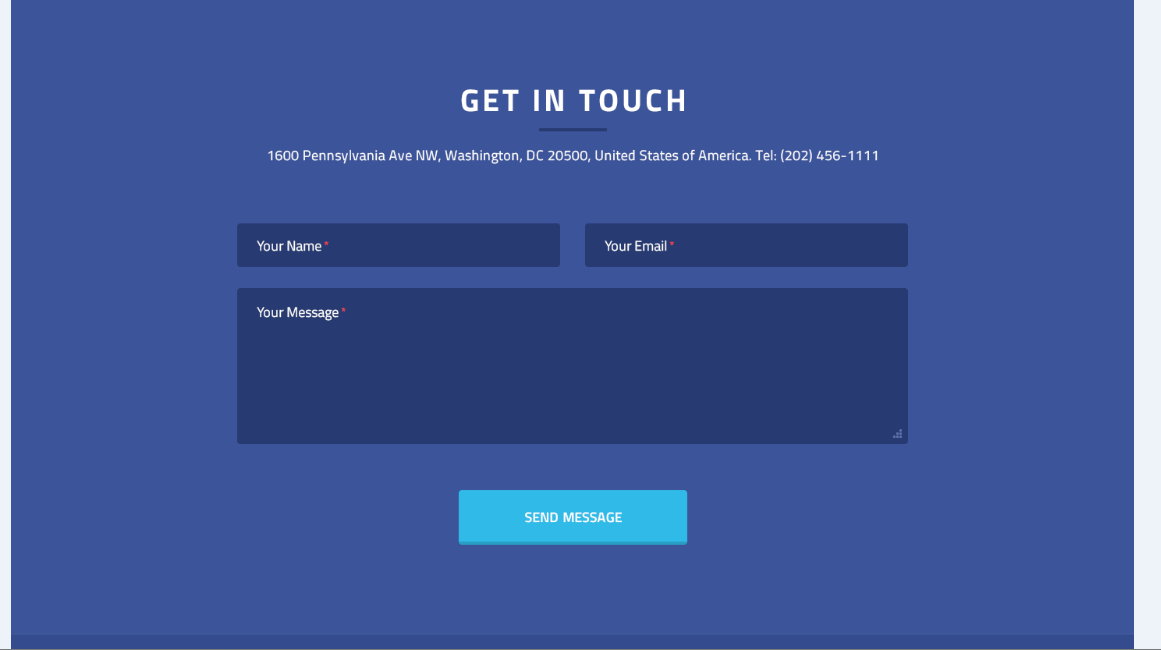 GET IN TOUCH
1600 Pennsylvania Ave NW, Washington, DC 20500, United States of America. Tel: (202) 456-1111
Your Name *
Your Email *
Your Message *
SEND MESSAGE